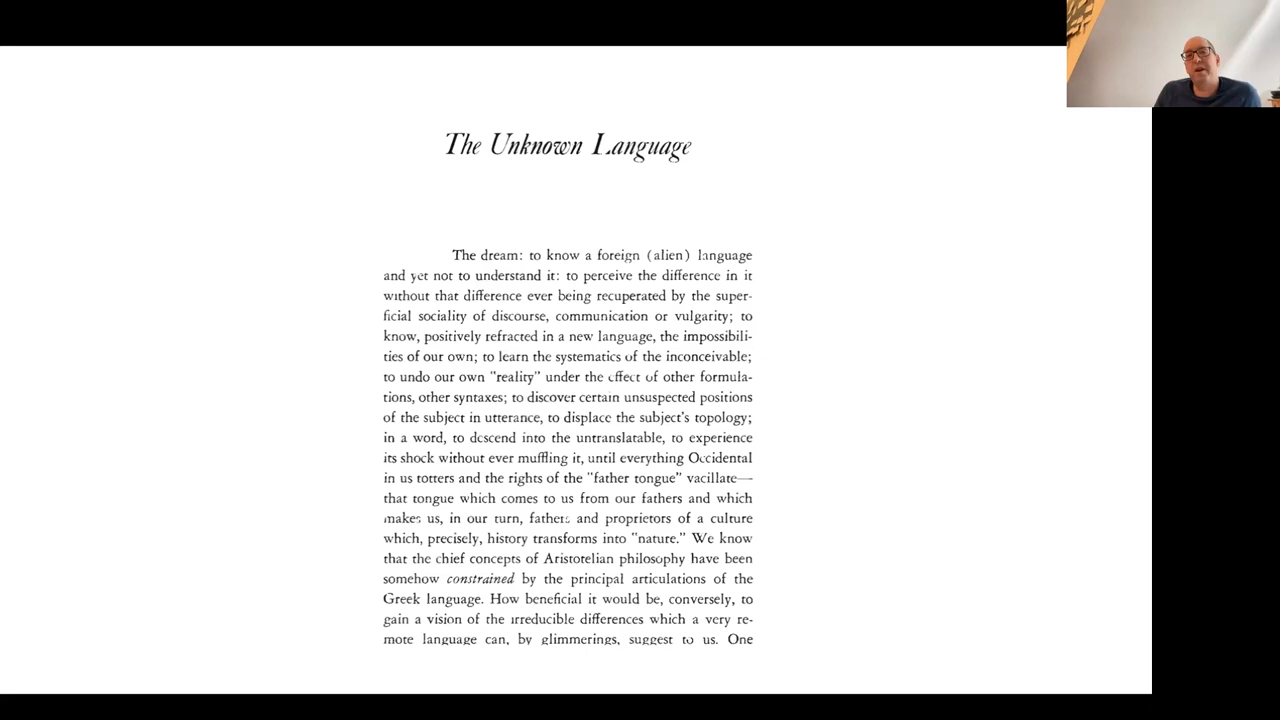 The Unknown Language
The dream: to know a foreign (alien) language
and yet not to understand it: to perceive the difference in it
without that difference ever being recuperated by the super-
ficial sociality of discourse, communication or vulgarity; to
know, positively refracted in a new language, the impossibili-
ties of our own; to learn the systematics of the inconceivable;
to undo our own "reality" under the effect of other formula-
tions, other syntaxes; to discover certain unsuspected positions
of the subject in utterance, to displace the subject's topology;
in a word, to descend into the untranslatable, to experience
its shock without ever muffling it, until everything Occidental
in us totters and the rights of the "father tongue" vacillate—
that tongue which comes to us from our fathers and which
makes us, in our turn, fathers and proprietors of a culture
which, precisely, history transforms into "nature." We know
that the chief concepts of Aristotelian philosophy have been
somehow constrained by the principal articulations of the
Greek language. How beneficial it would be, conversely, to
gain a vision of the irreducible differences which a very re-
mote language can, by glimmerings, suggest to us. One